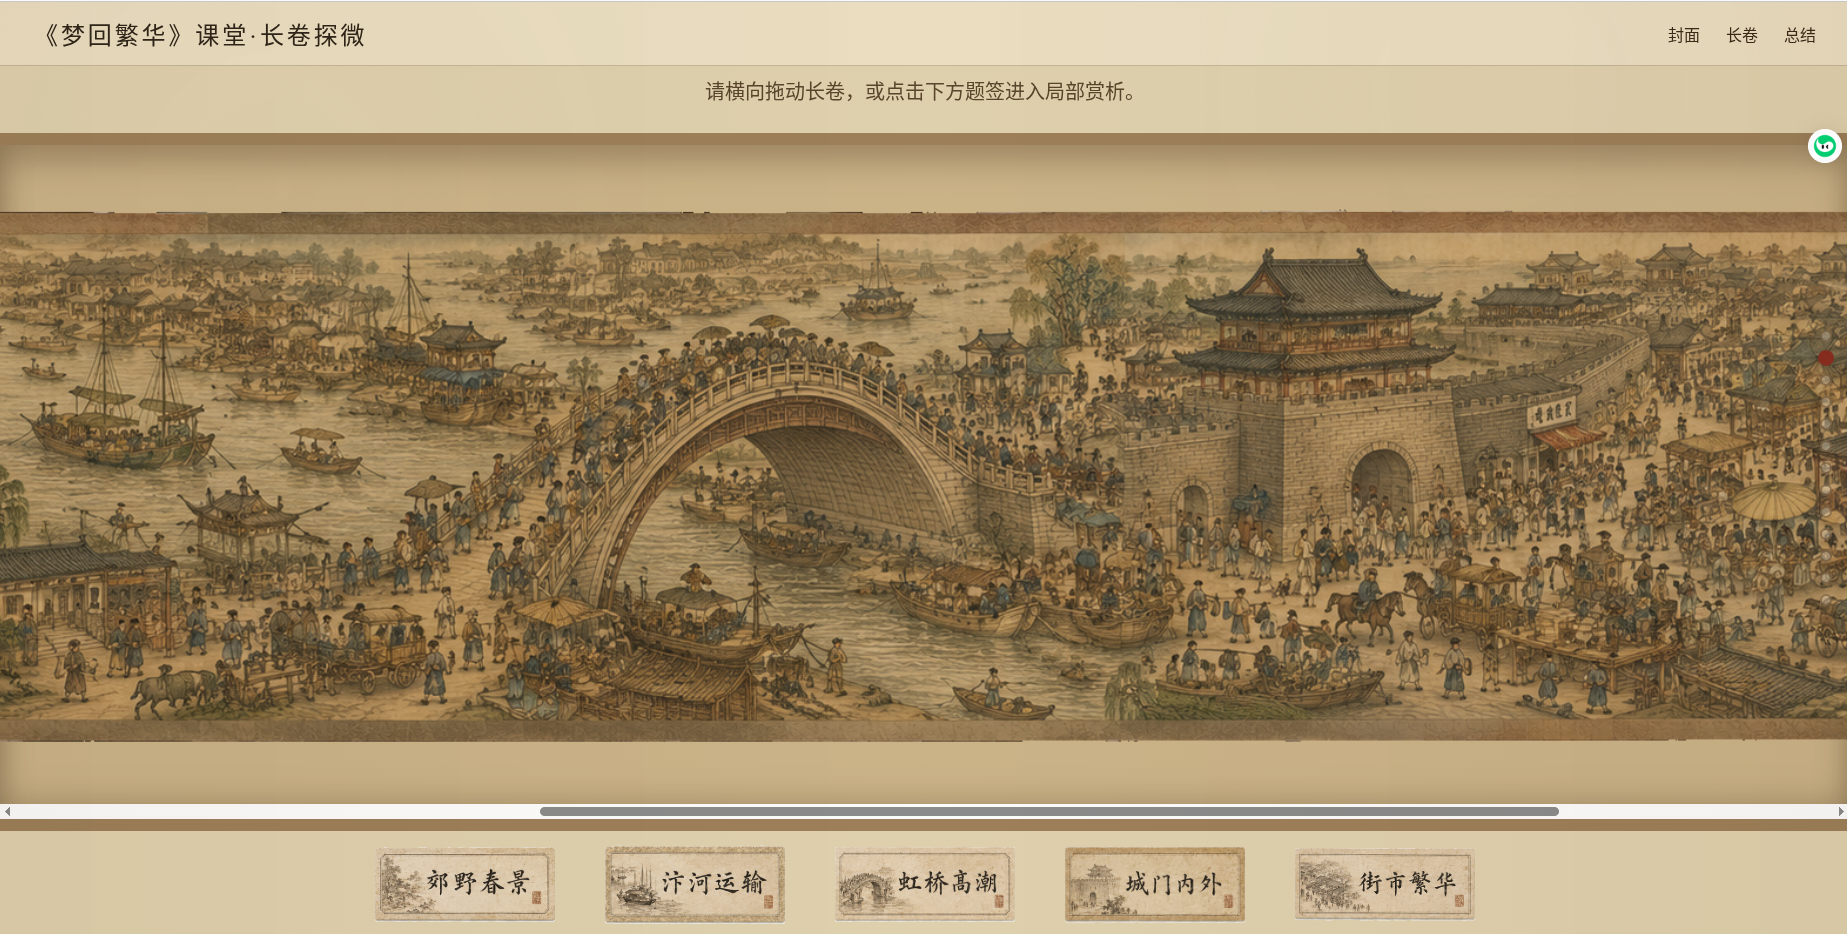 《梦回繁华》课堂·长卷探微
封面
长卷
总结
请横向拖动长卷，或点击下方题签进入局部赏析。
郊野春景
汴河运输
虹桥高潮
城门内外
街市繁华